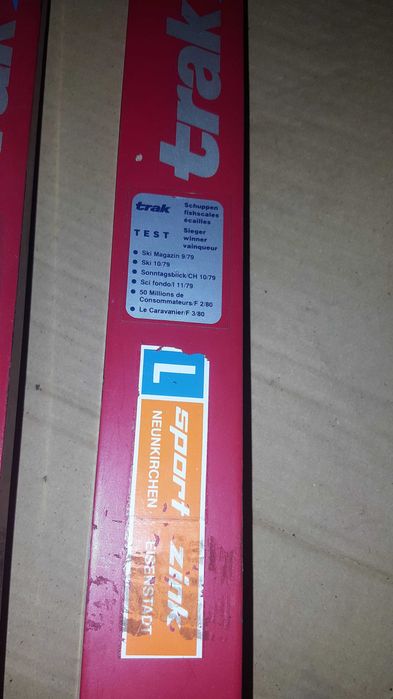 trak
trak
Schuppen
fishscales
écailles
TEST
Sieger
winner
vainqueur
Ski Magazin 9/79
Ski 10/79
Sonntagsblick/CH 10/79
Sci fondo/I 11/79
50 Millions de
Consommateurs/F 2/80
Le Caravanier/F 3/80
L
sport zink
NEUNKIRCHEN EISENSTADT